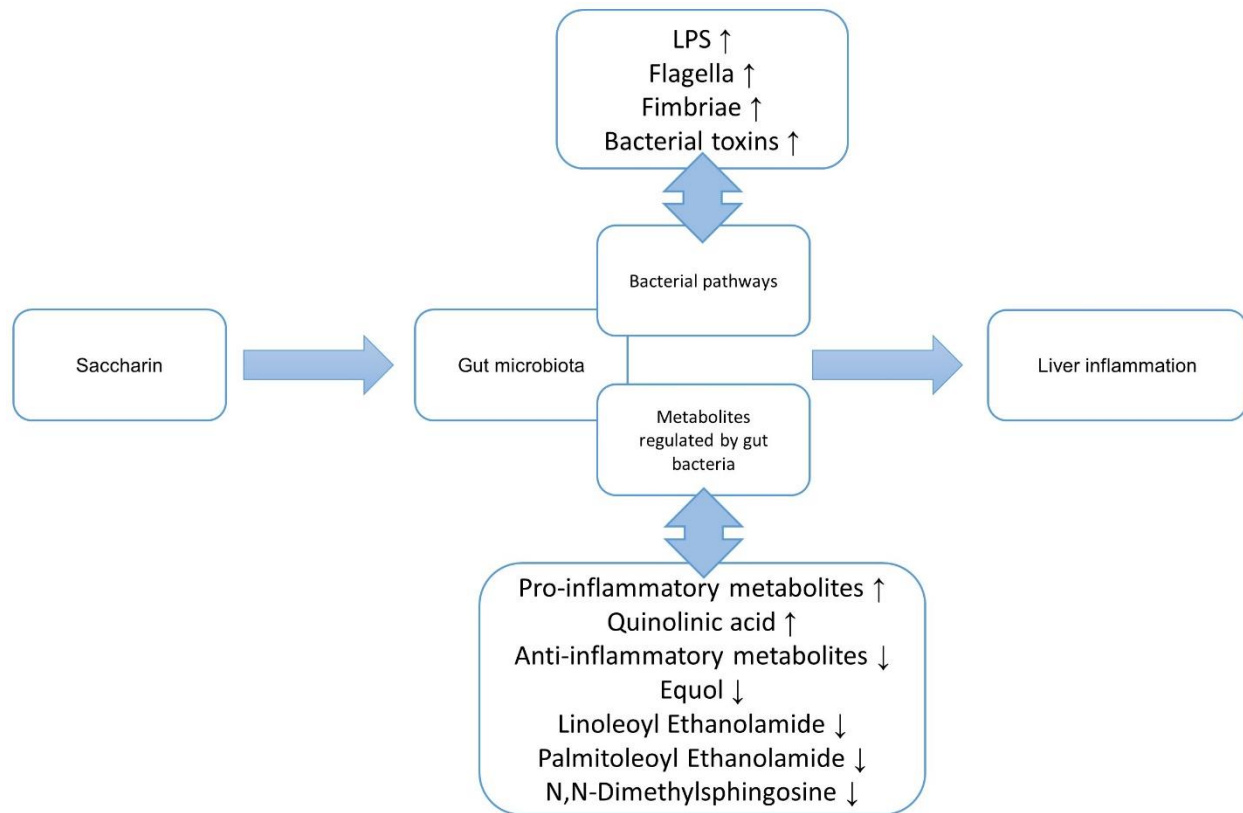 LPS ↑
Flagella ↑
Fimbriae ↑
Bacterial toxins ↑
Bacterial pathways
Saccharin
Gut microbiota
Liver inflammation
Metabolites
regulated by gut
bacteria
Pro-inflammatory metabolites ↑
Quinolinic acid ↑
Anti-inflammatory metabolites ↓
Equol ↓
Linoleoyl Ethanolamide ↓
Palmitoleoyl Ethanolamide ↓
N,N-Dimethylsphingosine ↓